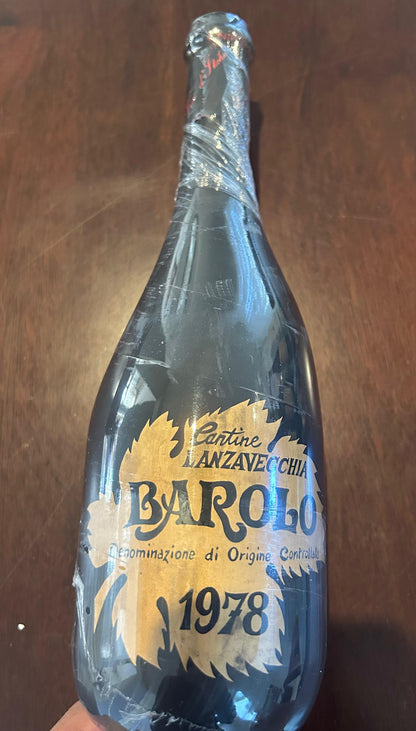 Cantine
LANZAVECCHIA
BAROLO
Denominazione di Origine Controllata
1978